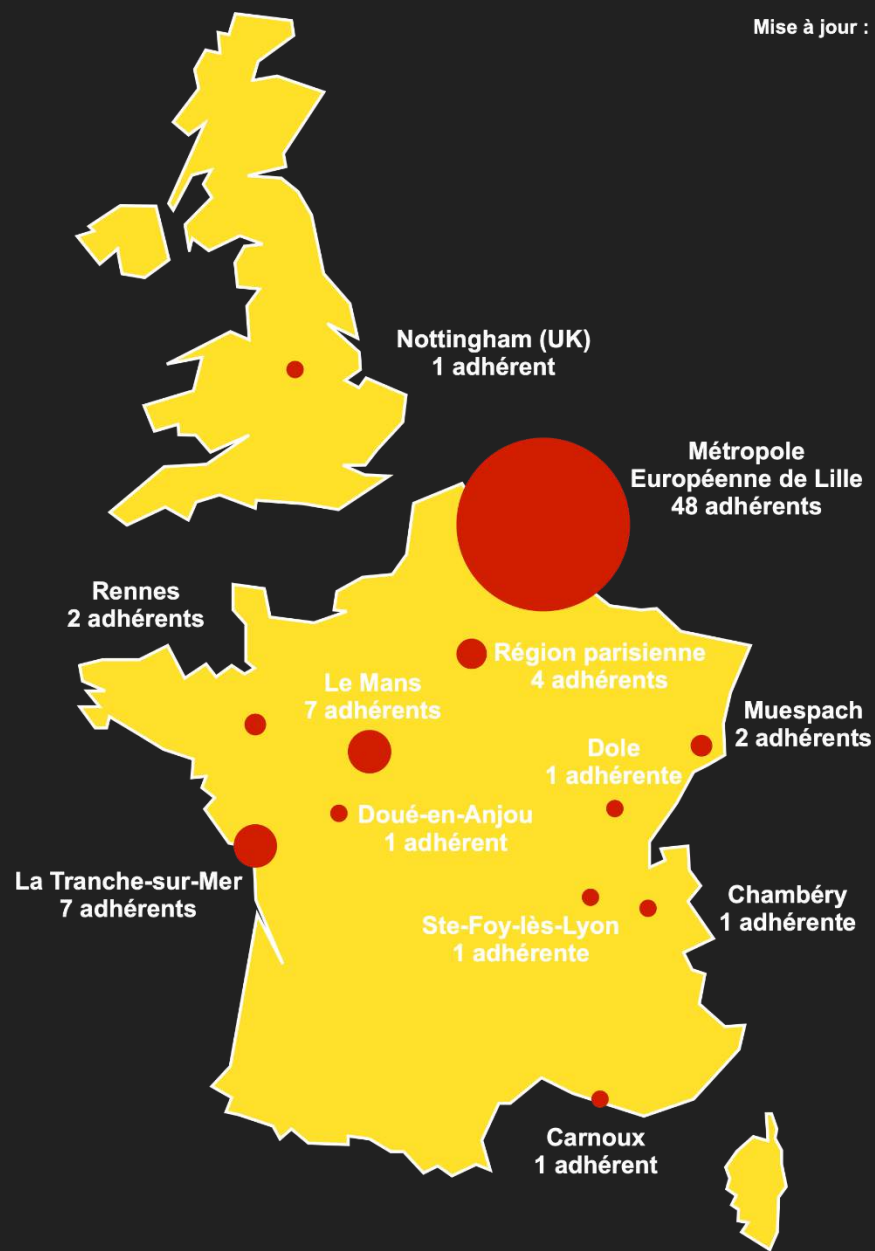 Mise à jour :
Nottingham (UK)
1 adhérent
Métropole
Européenne de Lille
48 adhérents
Rennes
2 adhérents
Région parisienne
4 adhérents
Le Mans
7 adhérents
Muespach
2 adhérents
Dole
1 adhérente
Doué-en-Anjou
1 adhérent
La Tranche-sur-Mer
7 adhérents
Chambéry
1 adhérente
Ste-Foy-lès-Lyon
1 adhérente
Carnoux
1 adhérent